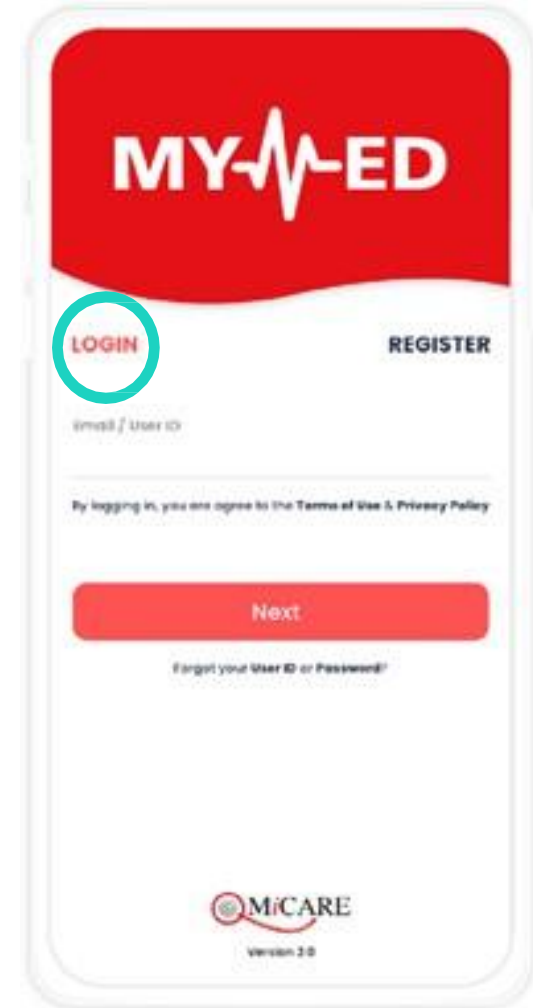 MY MED
LOGIN
REGISTER
Email / User ID
By logging in, you are agree to the Terms of Use & Privacy Policy
Next
Forgot your User ID or Password?
MiCARE
Version 2.0